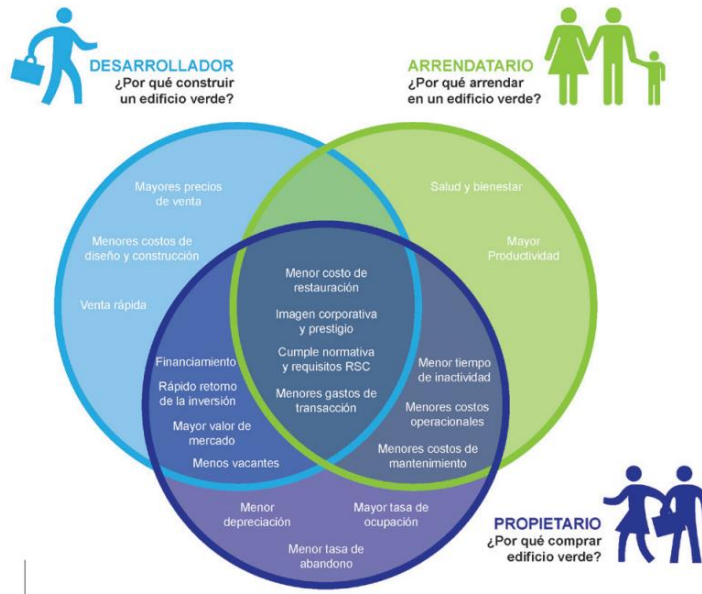 DESARROLLADOR
¿Por qué construir
un edificio verde?
ARRENDATARIO
¿Por qué arrendar
en un edificio verde?
Mayores precios
de venta
Menores costos de
diseño y construcción
Venta rápida
Salud y bienestar
Mayor
Productividad
Menor costo de
restauración
Imagen corporativa
y prestigio
Cumple normativa
y requisitos RSC
Menores gastos de
transacción
Financiamiento
Rápido retorno
de la inversión
Mayor valor de
mercado
Menos vacantes
Menor tiempo
de inactividad
Menores costos
operacionales
Menores costos de
mantenimiento
Menor
depreciación
Mayor tasa de
ocupación
Menor tasa de
abandono
PROPIETARIO
¿Por qué comprar
edificio verde?